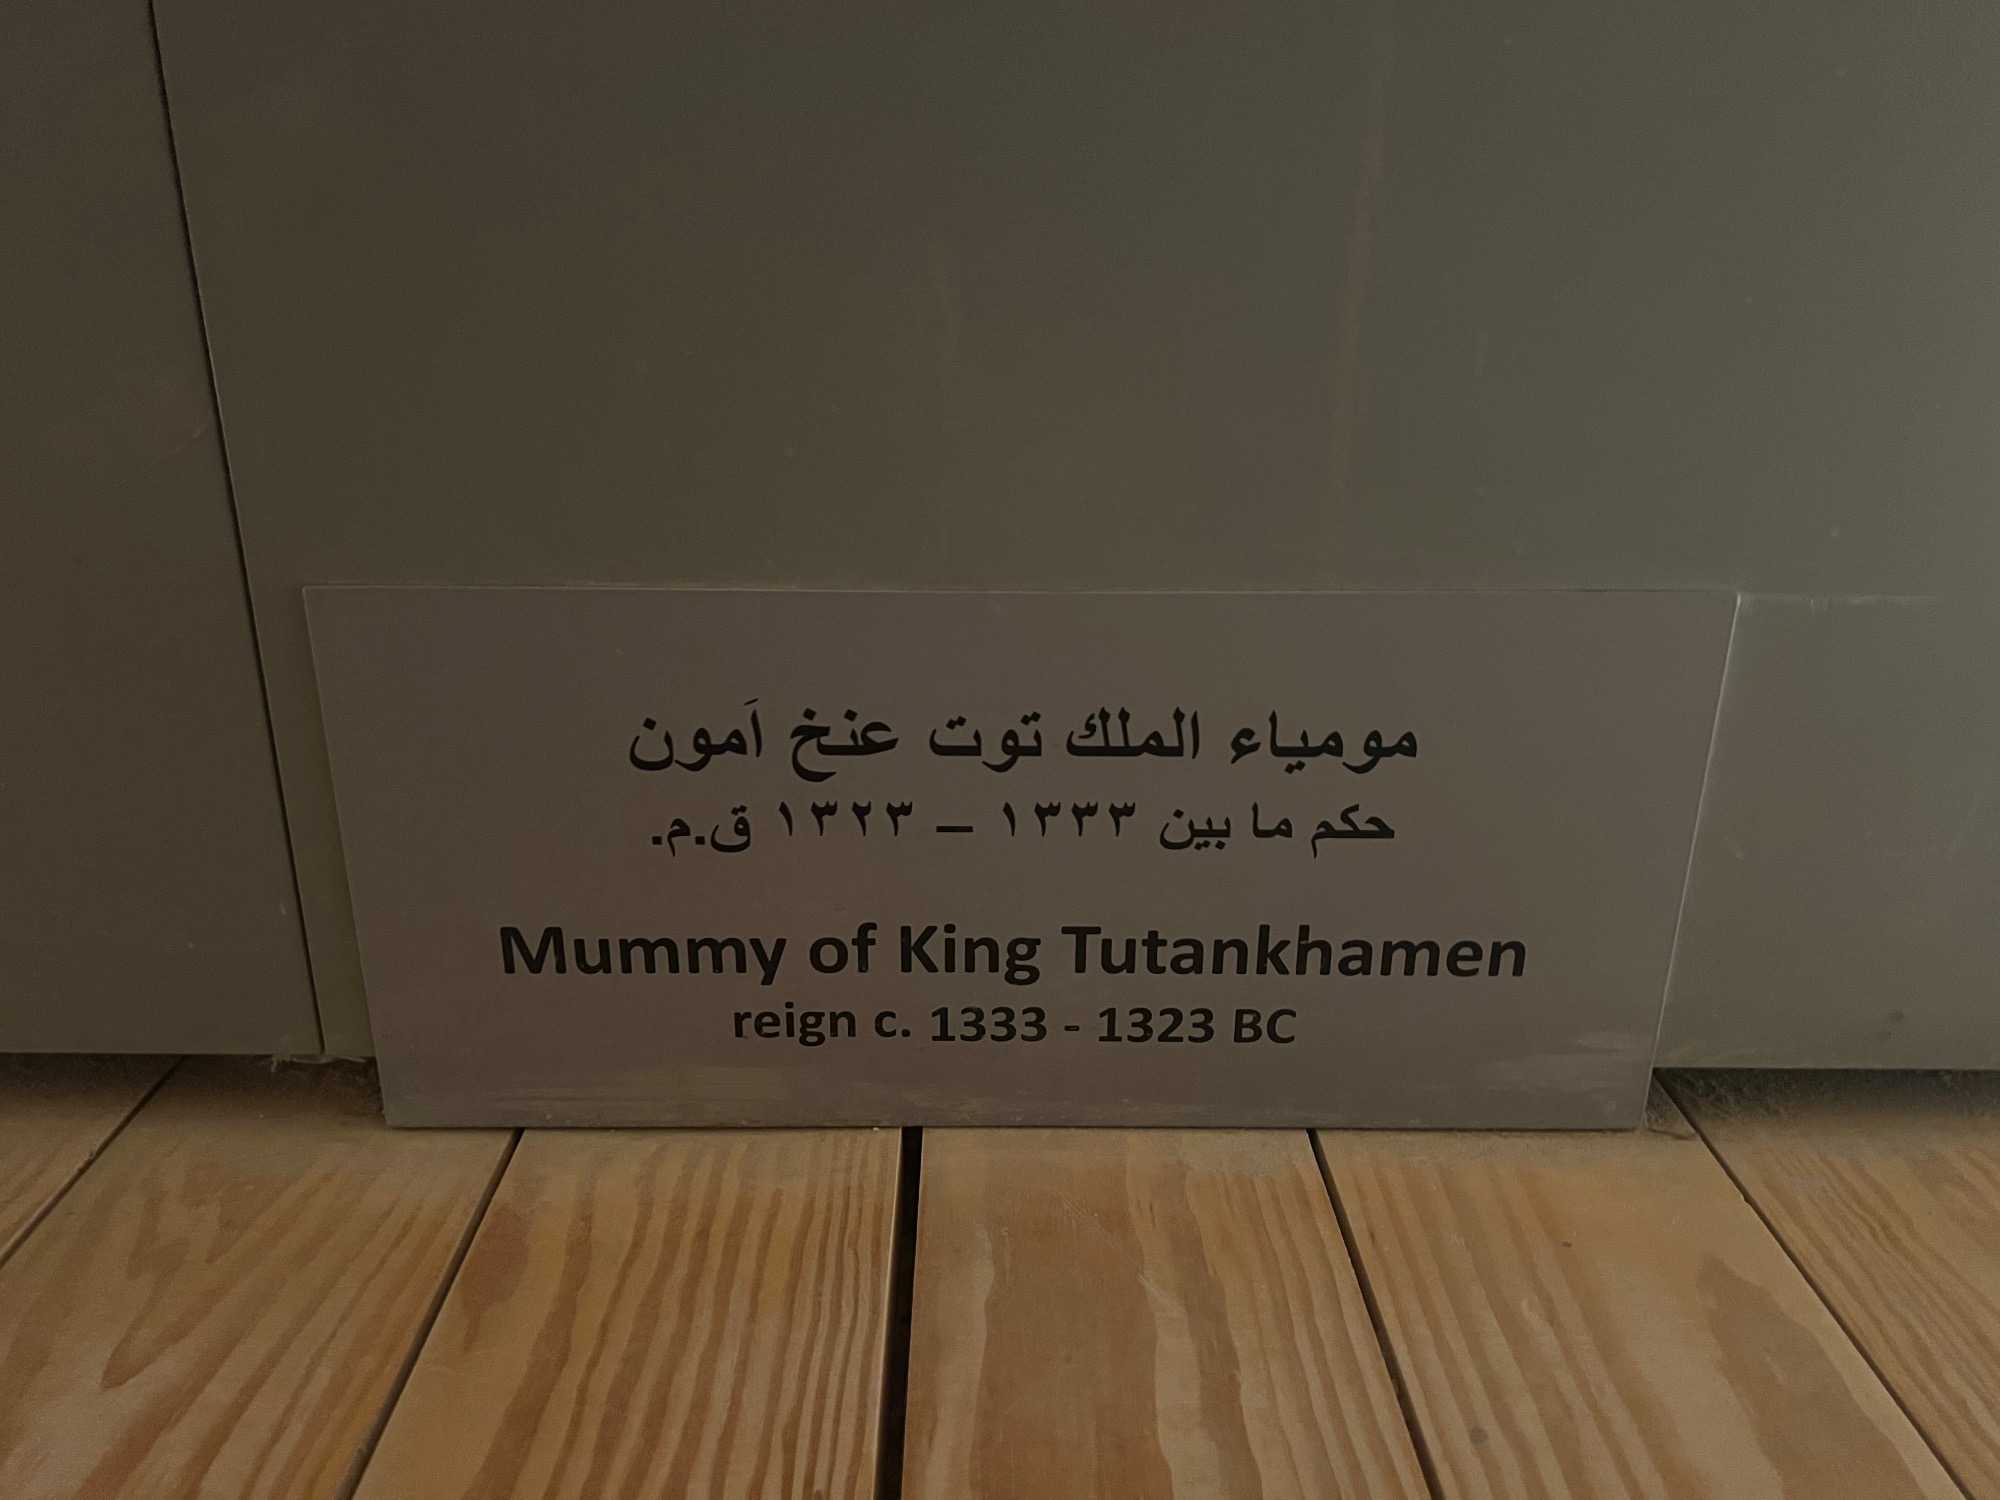 مومياء الملك توت عنخ اَمون
حكم ما بين ١٣٣٣ – ١٣٢٣ ق.م.
Mummy of King Tutankhamen
reign c. 1333 - 1323 BC